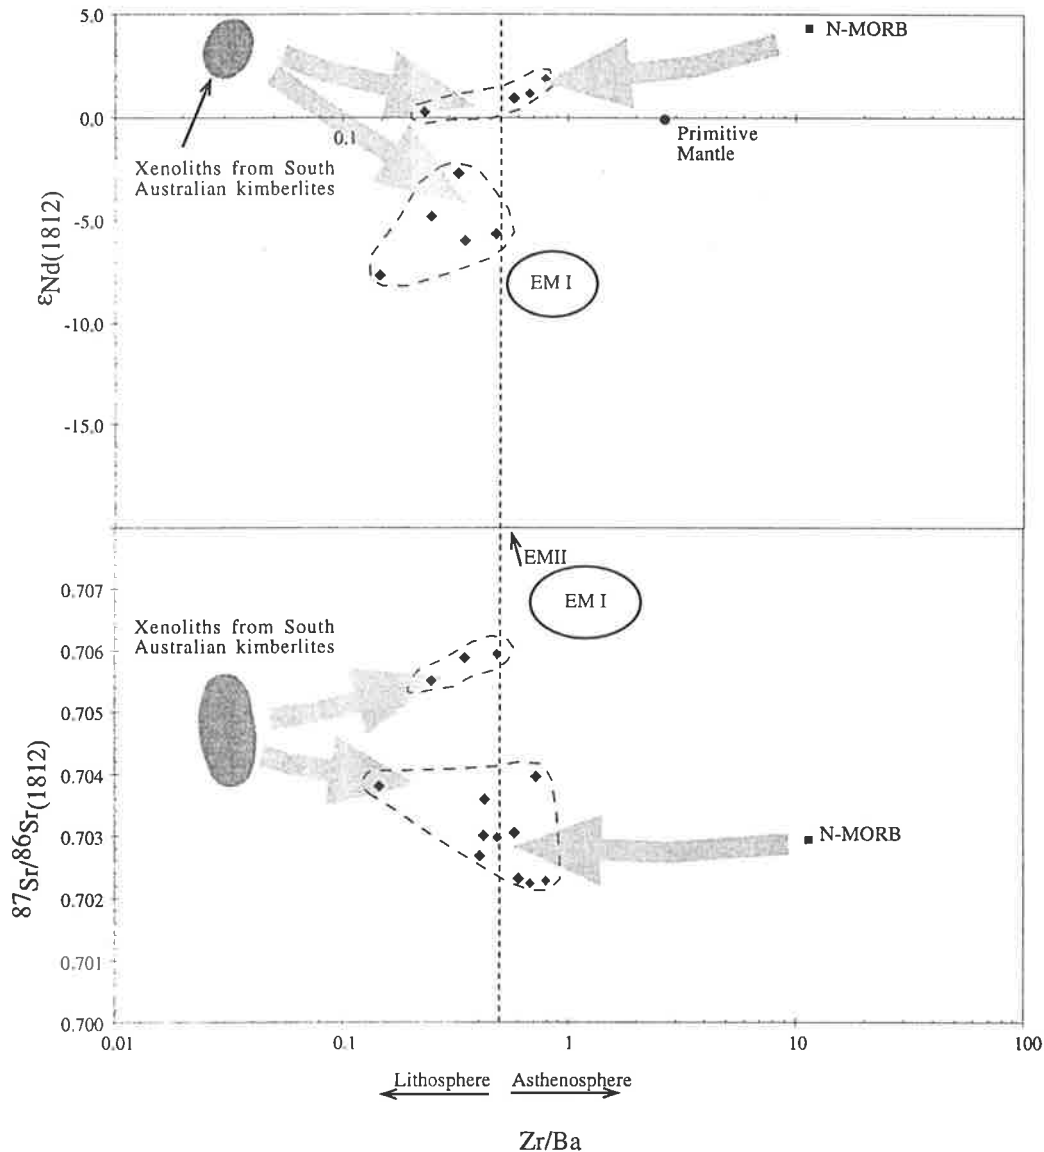 5.0
N-MORB
0.0
0.1
Primitive
Mantle
Xenoliths from South
Australian kimberlites
-5.0
εNd(1812)
EM I
-10.0
-15.0
EMII
0.707
EM I
Xenoliths from South
Australian kimberlites
0.706
0.705
0.704
87Sr/86Sr(1812)
0.703
N-MORB
0.702
0.701
0.700
0.01 0.1 1 10 100
Lithosphere Asthenosphere
Zr/Ba